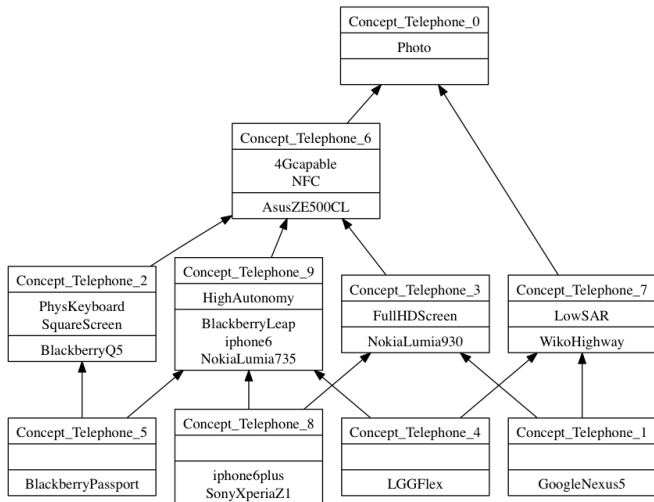 Concept_Telephone_0
Photo
Concept_Telephone_6
4Gcapable
NFC
AsusZE500CL
Concept_Telephone_2
PhysKeyboard
SquareScreen
BlackberryQ5
Concept_Telephone_9
HighAutonomy
BlackberryLeap
iphone6
NokiaLumia735
Concept_Telephone_3
FullHDScreen
NokiaLumia930
Concept_Telephone_7
LowSAR
WikoHighway
Concept_Telephone_5
BlackberryPassport
Concept_Telephone_8
iphone6plus
SonyXperiaZ1
Concept_Telephone_4
LGGFlex
Concept_Telephone_1
GoogleNexus5